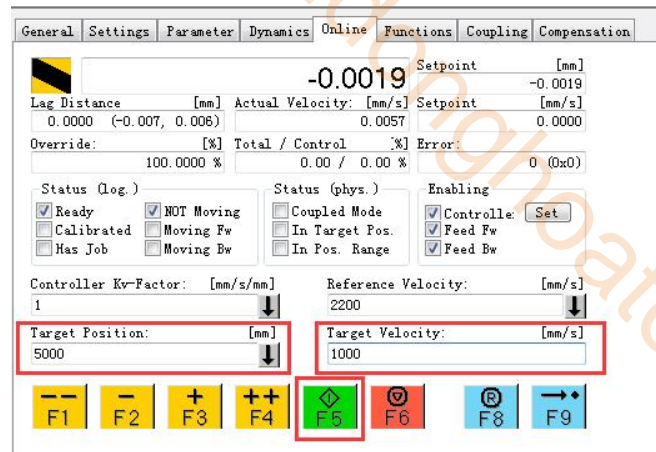 General Settings Parameter Dynamics Online Functions Coupling Compensation
-0.0019 Setpoint [mm]
-0.0019
Lag Distance [mm] Actual Velocity: [mm/s] Setpoint [mm/s]
0.0000 (-0.007, 0.006) 0.0057 0.0000
Override: [%] Total / Control [%] Error:
100.0000 % 0.00 / 0.00 % 0 (0x0)
Status (log.) Status (phys.) Enabling
Ready NOT Moving Coupled Mode Controlle: Set
Calibrated Moving Fw In Target Pos. Feed Fw
Has Job Moving Bw In Pos. Range Feed Bw
Controller Kv-Factor: [mm/s/mm] Reference Velocity: [mm/s]
1 2200
Target Position: [mm] Target Velocity: [mm/s]
5000 1000
-- - + ++ R
F1 F2 F3 F4 F5 F6 F8 F9